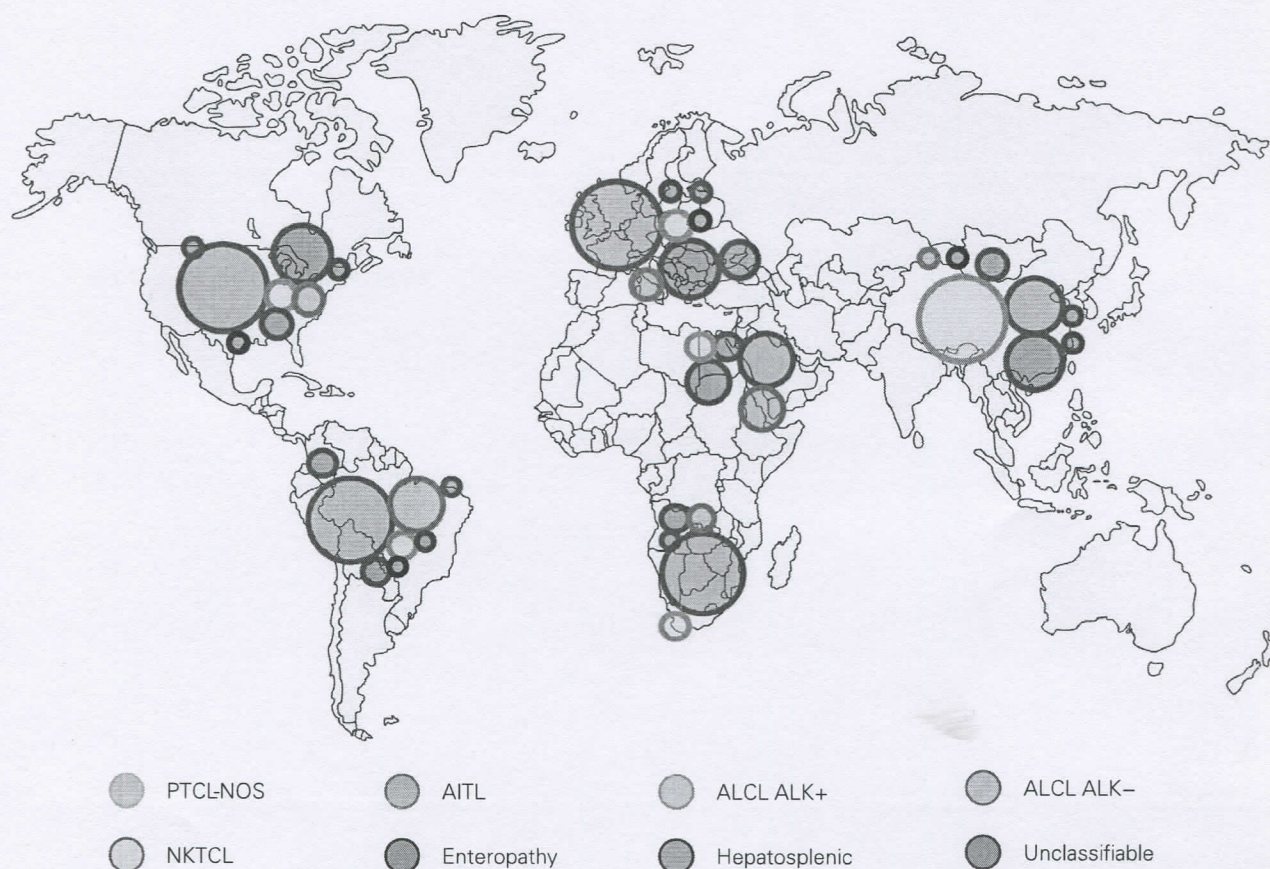 PTCL-NOS AITL ALCL ALK+ ALCL ALK–
NKTCL Enteropathy Hepatosplenic Unclassifiable